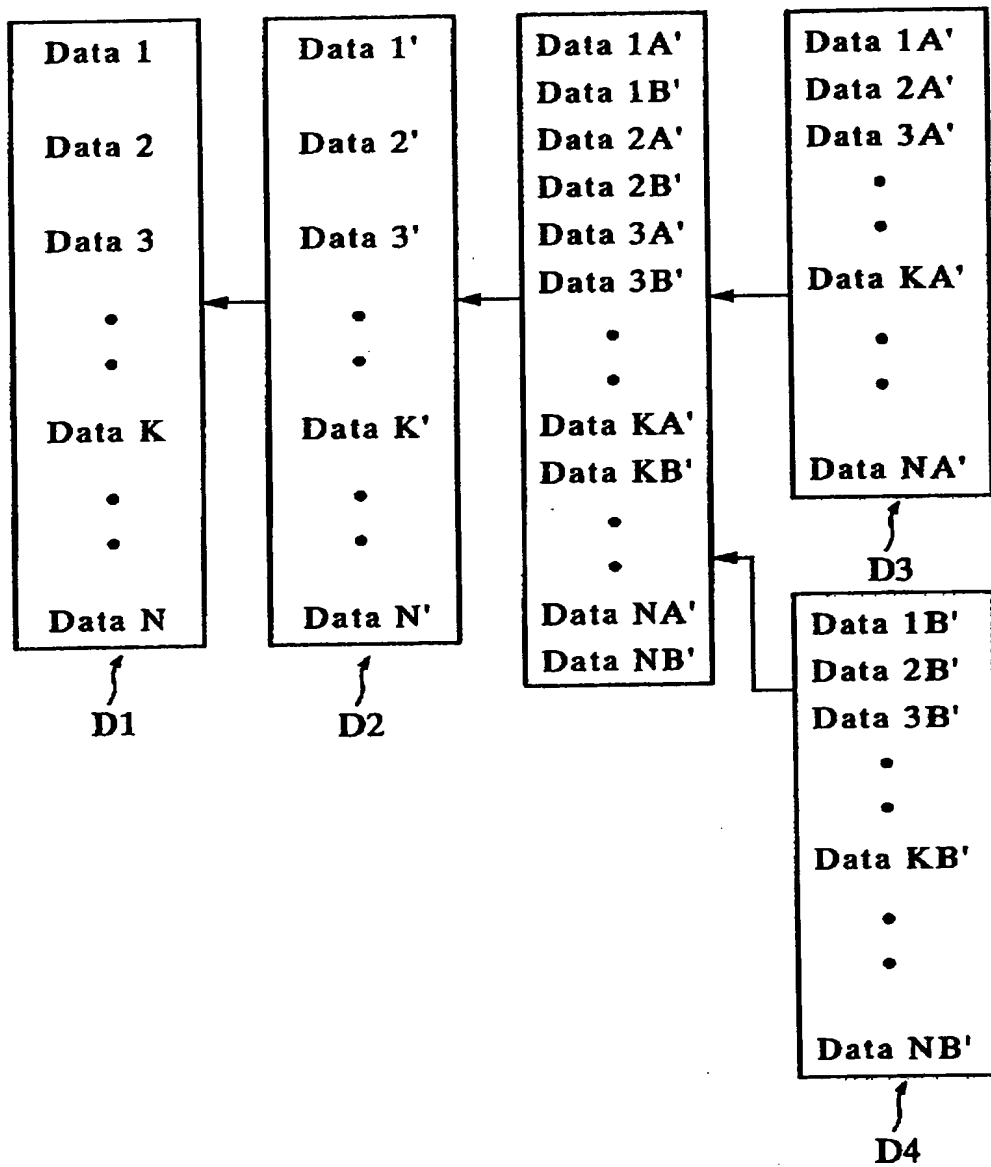 Data 1
Data 2
Data 3
Data K
Data N
D1
Data 1'
Data 2'
Data 3'
Data K'
Data N'
D2
Data 1A'
Data 1B'
Data 2A'
Data 2B'
Data 3A'
Data 3B'
Data KA'
Data KB'
Data NA'
Data NB'
Data 1A'
Data 2A'
Data 3A'
Data KA'
Data NA'
D3
Data 1B'
Data 2B'
Data 3B'
Data KB'
Data NB'
D4